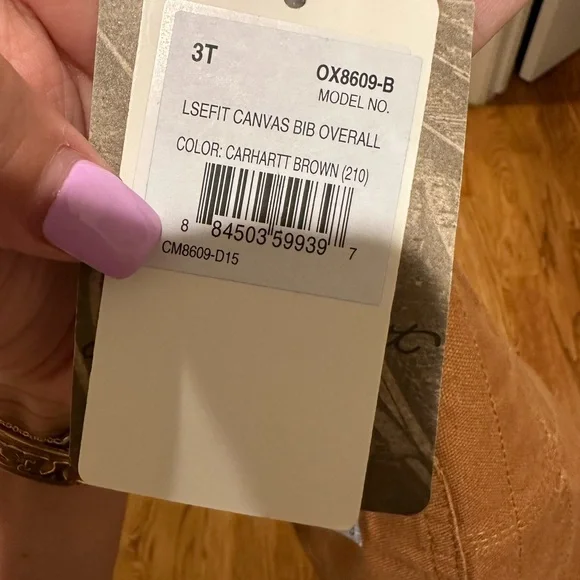 3T
OX8609-B
MODEL NO.
LSEFIT CANVAS BIB OVERALL
COLOR: CARHARTT BROWN (210)
8 84503 59939 7
CM8609-D15